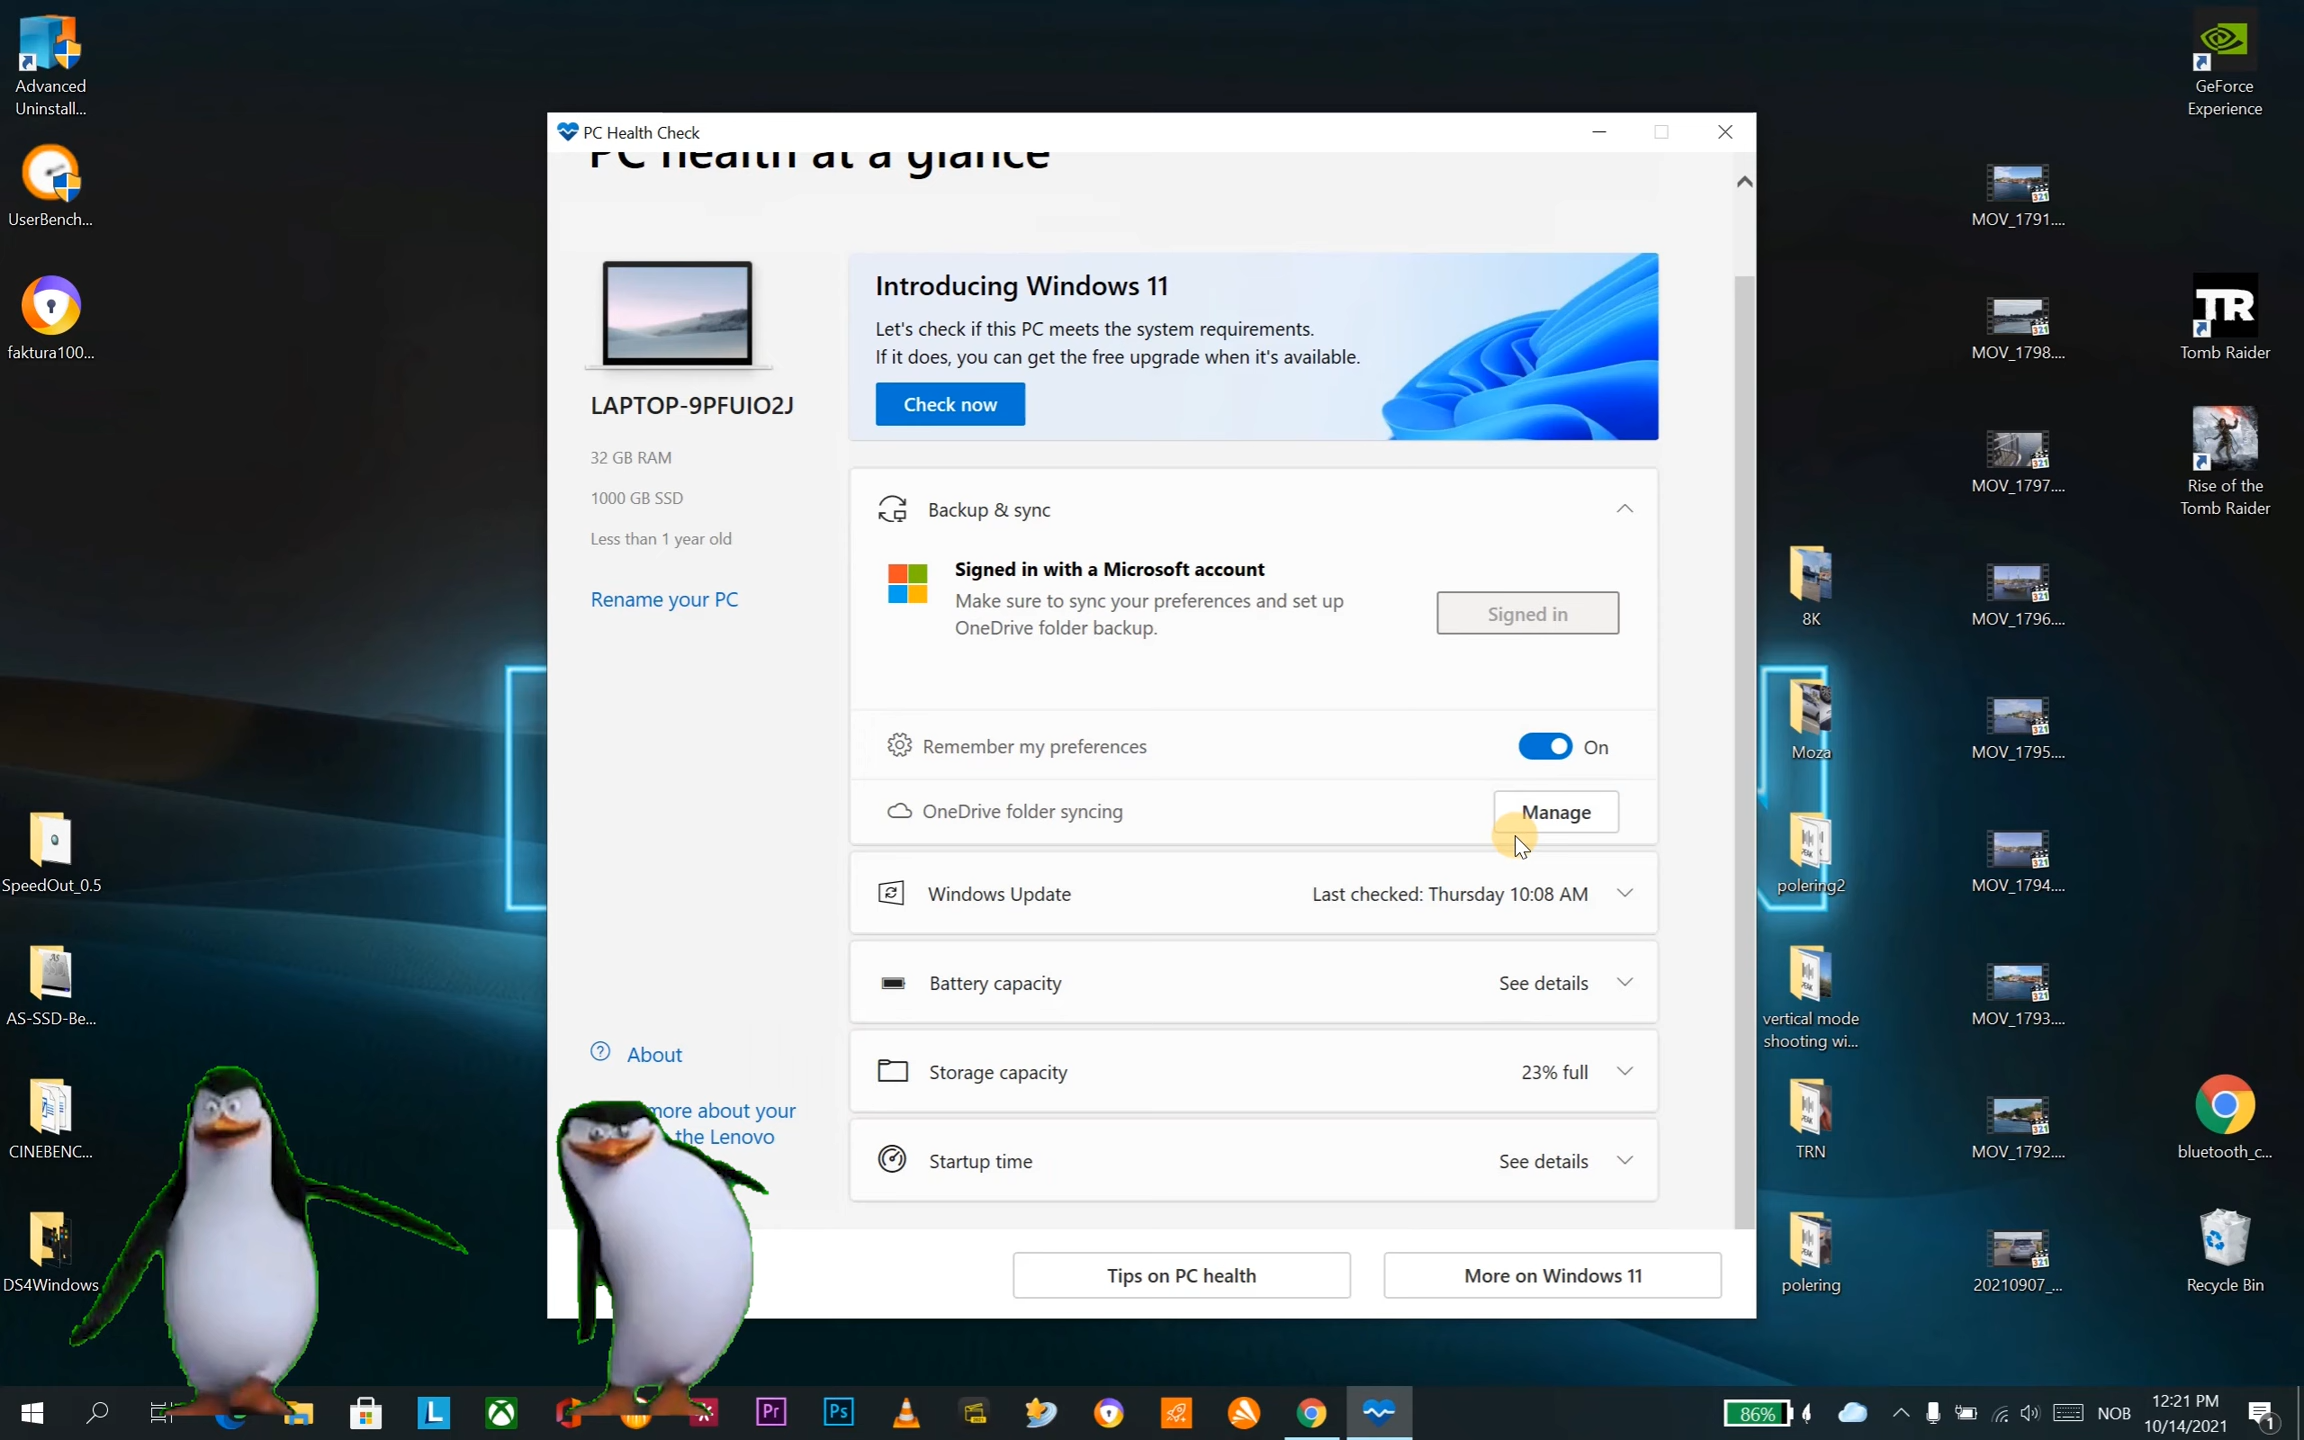 Advanced
Uninstall...
UserBench...
faktura100...
SpeedOut_0.5
AS-SSD-Be...
CINEBENC...
DS4Windows
PC Health Check
PC health at a glance
LAPTOP-9PFUIO2J
32 GB RAM
1000 GB SSD
Less than 1 year old
Rename your PC
About
more about your
the Lenovo
Introducing Windows 11
Let's check if this PC meets the system requirements.
If it does, you can get the free upgrade when it's available.
Check now
Backup & sync
Signed in with a Microsoft account
Make sure to sync your preferences and set up
OneDrive folder backup.
Signed in
Remember my preferences
On
OneDrive folder syncing
Manage
Windows Update
Last checked: Thursday 10:08 AM
Battery capacity
See details
Storage capacity
23% full
Startup time
See details
Tips on PC health
More on Windows 11
8K
Moza
polering2
vertical mode
shooting wi...
TRN
polering
MOV_1791....
MOV_1798....
MOV_1797....
MOV_1796....
MOV_1795....
MOV_1794....
MOV_1793....
MOV_1792....
20210907_...
GeForce
Experience
TR
Tomb Raider
Rise of the
Tomb Raider
bluetooth_c...
Recycle Bin
L
Pr
Ps
86%
NOB
12:21 PM
10/14/2021
1